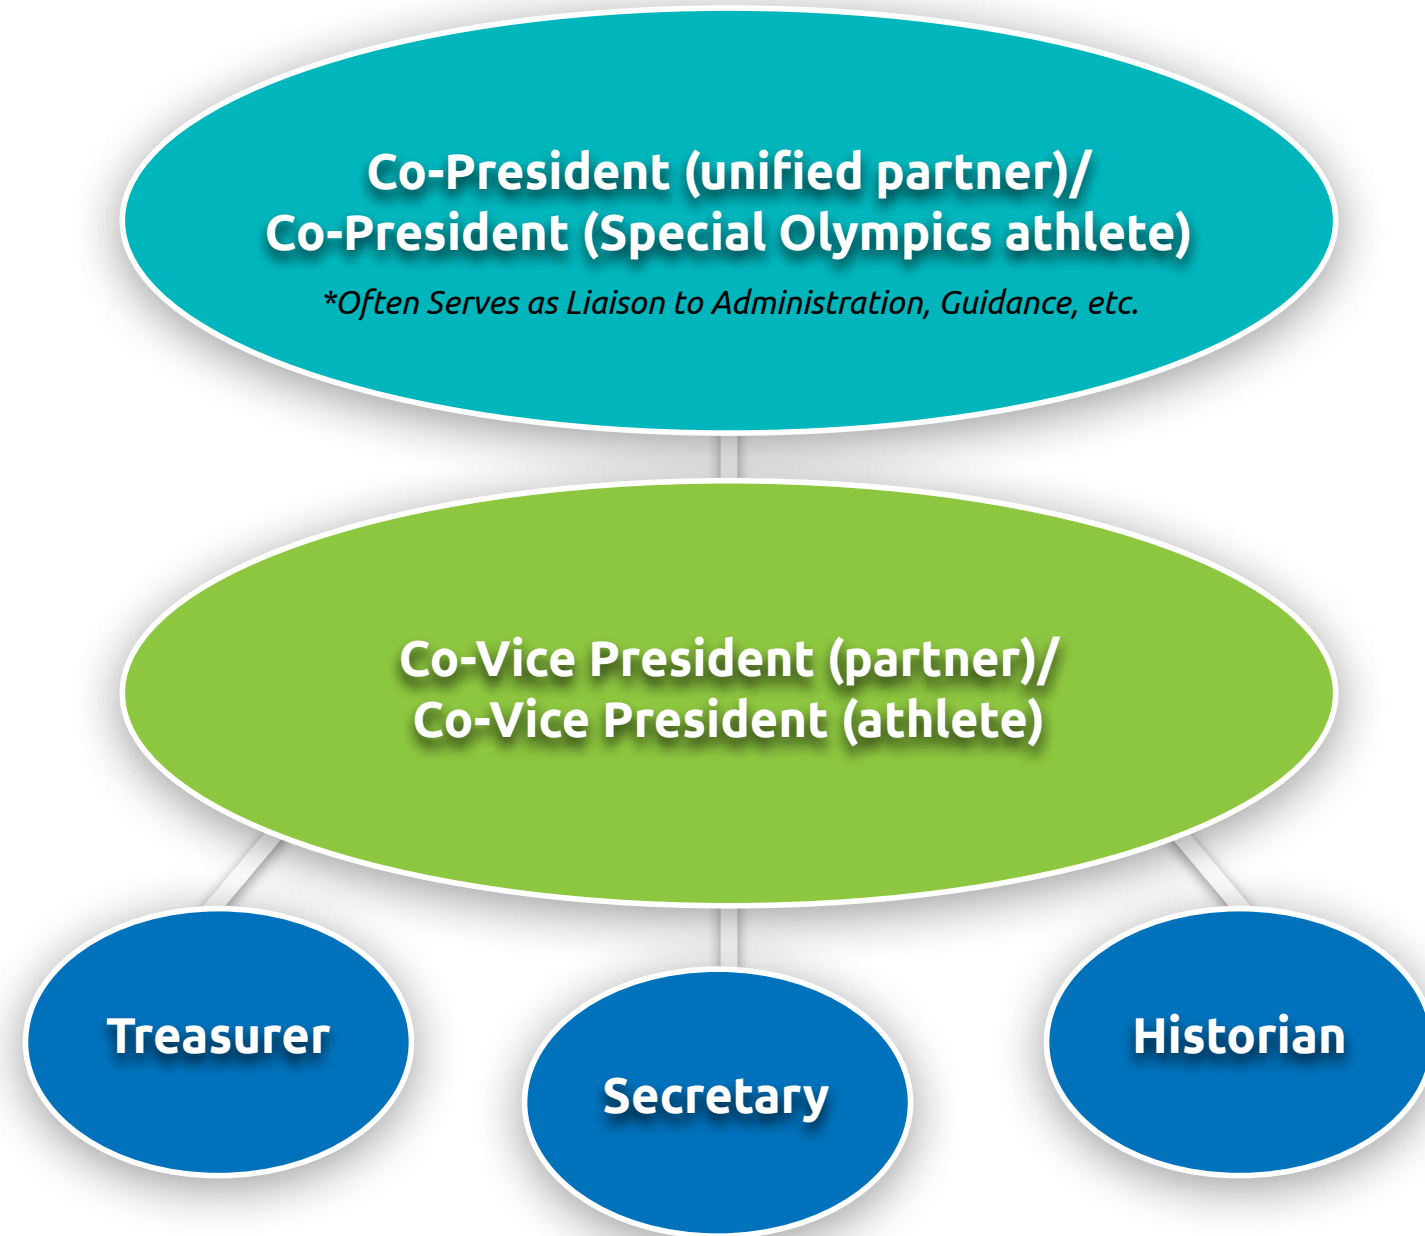 Co-President (unified partner)/
Co-President (Special Olympics athlete)
*Often Serves as Liaison to Administration, Guidance, etc.
Co-Vice President (partner)/
Co-Vice President (athlete)
Treasurer
Secretary
Historian